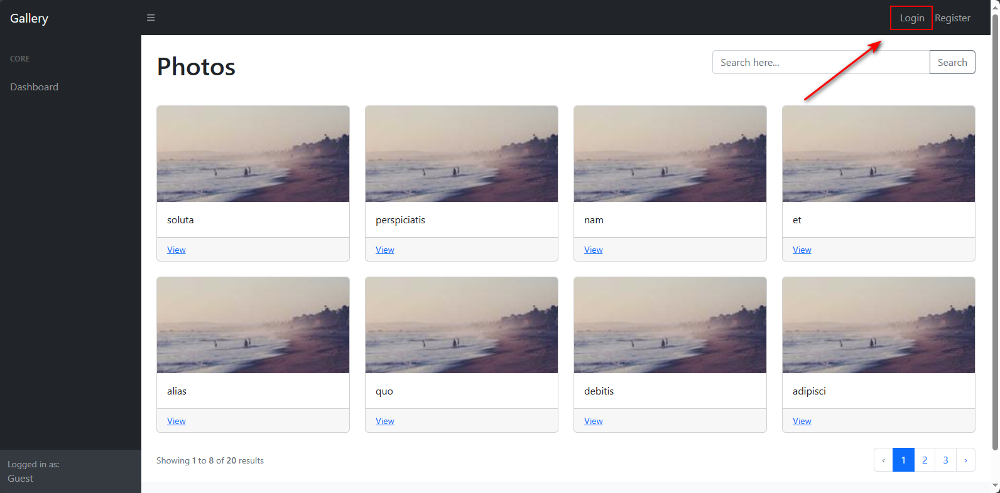 Gallery
☰
Login Register
CORE
Dashboard
Photos
Search here...
Search
soluta
perspiciatis
nam
et
View
View
View
View
alias
quo
debitis
adipisci
View
View
View
View
Showing 1 to 8 of 20 results
‹ 1 2 3 ›
Logged in as:
Guest